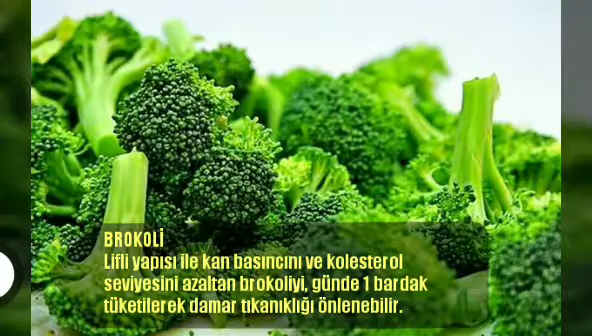 BROKOLİ
Lifli yapısı ile kan basıncını ve kolesterol
seviyesini azaltan brokoliyi, günde 1 bardak
tüketilerek damar tıkanıklığı önlenebilir.